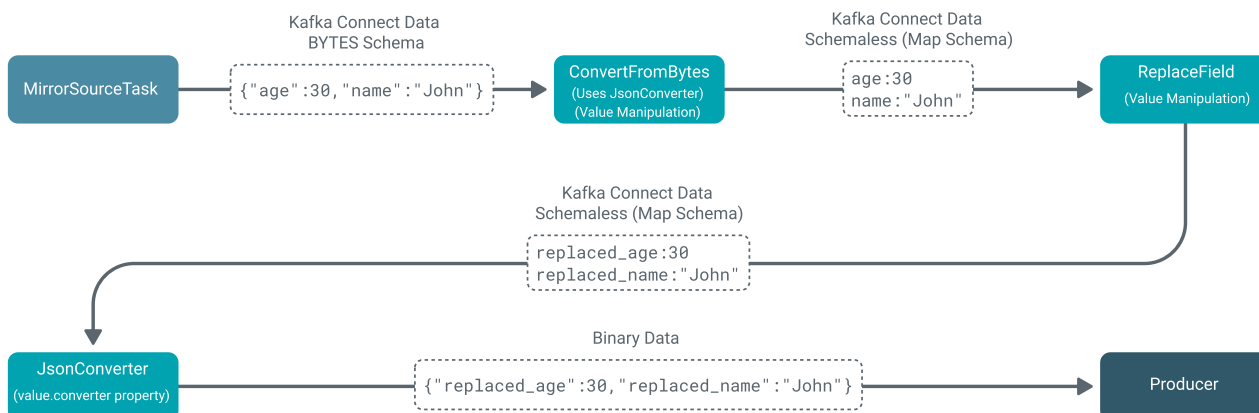 Kafka Connect Data
BYTES Schema
Kafka Connect Data
Schemaless (Map Schema)
MirrorSourceTask
{"age":30,"name":"John"}
ConvertFromBytes
(Uses JsonConverter)
(Value Manipulation)
age:30
name:"John"
ReplaceField
(Value Manipulation)
Kafka Connect Data
Schemaless (Map Schema)
replaced_age:30
replaced_name:"John"
Binary Data
JsonConverter
(value.converter property)
{"replaced_age":30,"replaced_name":"John"}
Producer